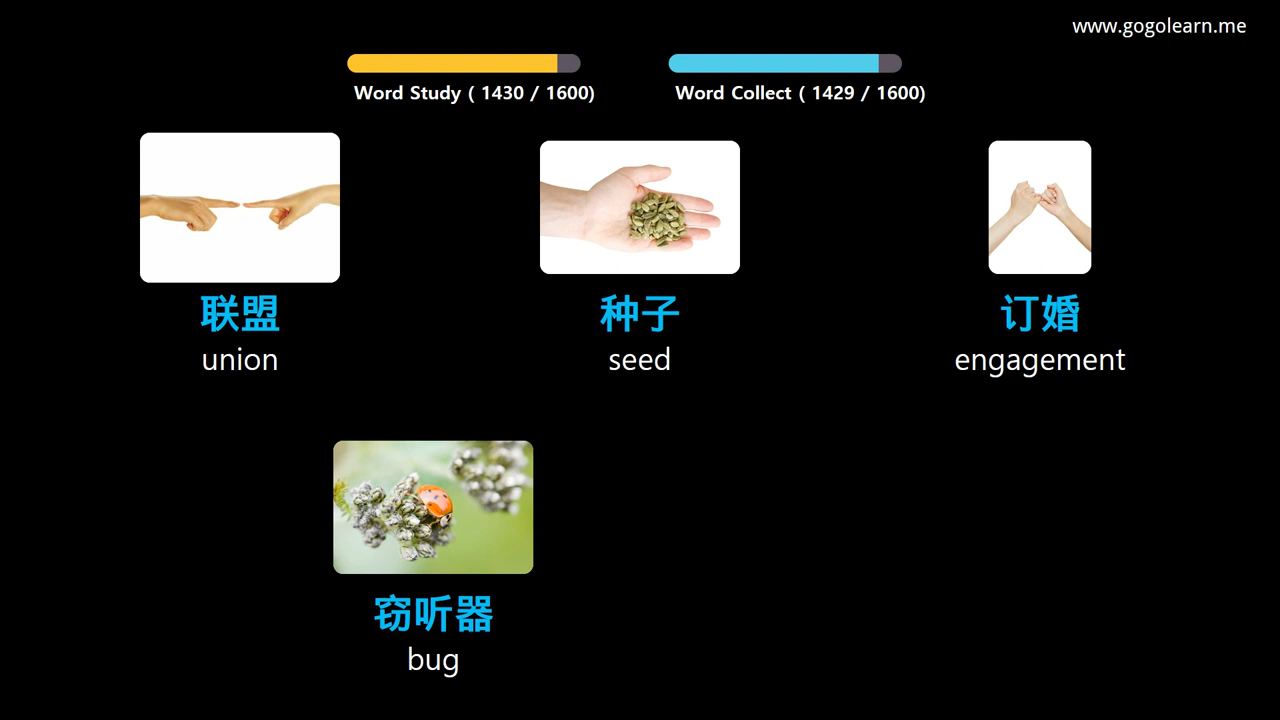 www.gogolearn.me
Word Study ( 1430 / 1600)
Word Collect ( 1429 / 1600)
联盟
union
种子
seed
订婚
engagement
窃听器
bug